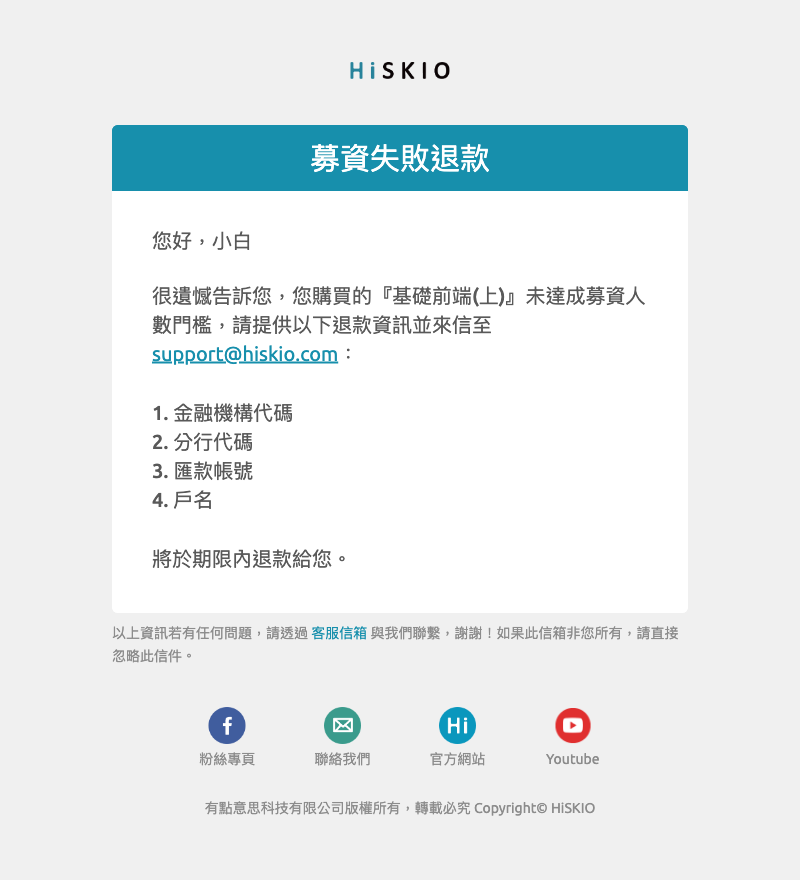 HiSKIO
募資失敗退款
您好，小白
很遺憾告訴您，您購買的『基礎前端(上)』未達成募資人
數門檻，請提供以下退款資訊並來信至
support@hiskio.com：
1. 金融機構代碼
2. 分行代碼
3. 匯款帳號
4. 戶名
將於期限內退款給您。
以上資訊若有任何問題，請透過 客服信箱 與我們聯繫，謝謝！如果此信箱非您所有，請直接
忽略此信件。
Hi
粉絲專頁 聯絡我們 官方網站 Youtube
有點意思科技有限公司版權所有，轉載必究 Copyright© HiSKIO